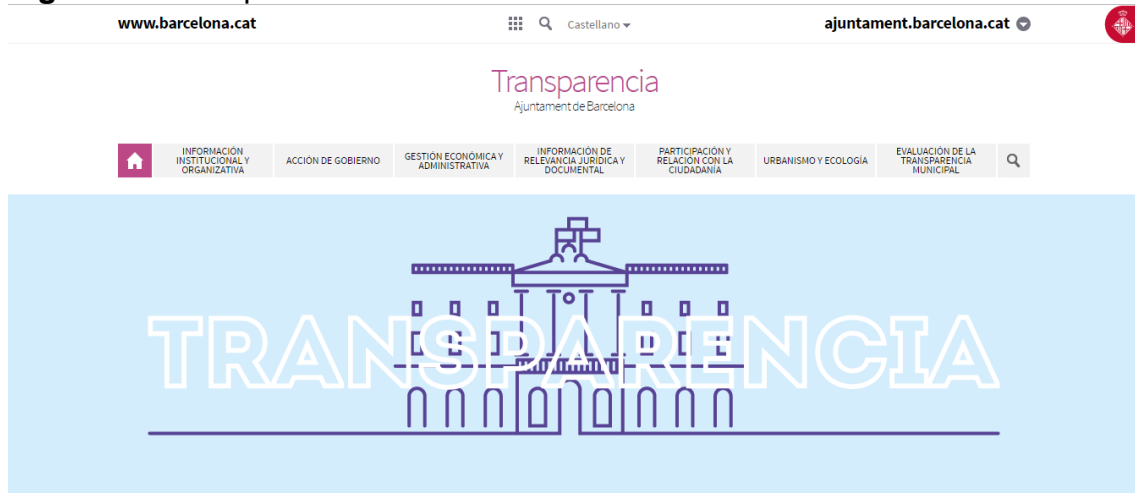 www.barcelona.cat
Castellano
ajuntament.barcelona.cat
Transparencia
Ajuntament de Barcelona
INFORMACIÓN
INSTITUCIONAL Y
ORGANIZATIVA
ACCIÓN DE GOBIERNO
GESTIÓN ECONÓMICA Y
ADMINISTRATIVA
INFORMACIÓN DE
RELEVANCIA JURÍDICA Y
DOCUMENTAL
PARTICIPACIÓN Y
RELACIÓN CON LA
CIUDADANÍA
URBANISMO Y ECOLOGÍA
EVALUACIÓN DE LA
TRANSPARENCIA
MUNICIPAL
TRANSPARENCIA